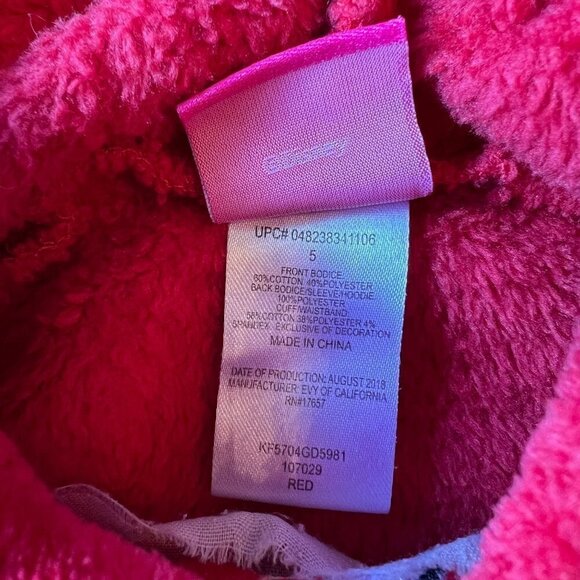 ©Disney
UPC# 048238341106
5
FRONT BODICE:
60%COTTON 40%POLYESTER
BACK BODICE/SLEEVE/HOODIE:
100%POLYESTER
CUFF/WAISTBAND:
58%COTTON 38%POLYESTER 4%
SPANDEX EXCLUSIVE OF DECORATION
MADE IN CHINA
DATE OF PRODUCTION: AUGUST 2018
MANUFACTURER: EVY OF CALIFORNIA
RN#17657
KF5704GD5981
107029
RED